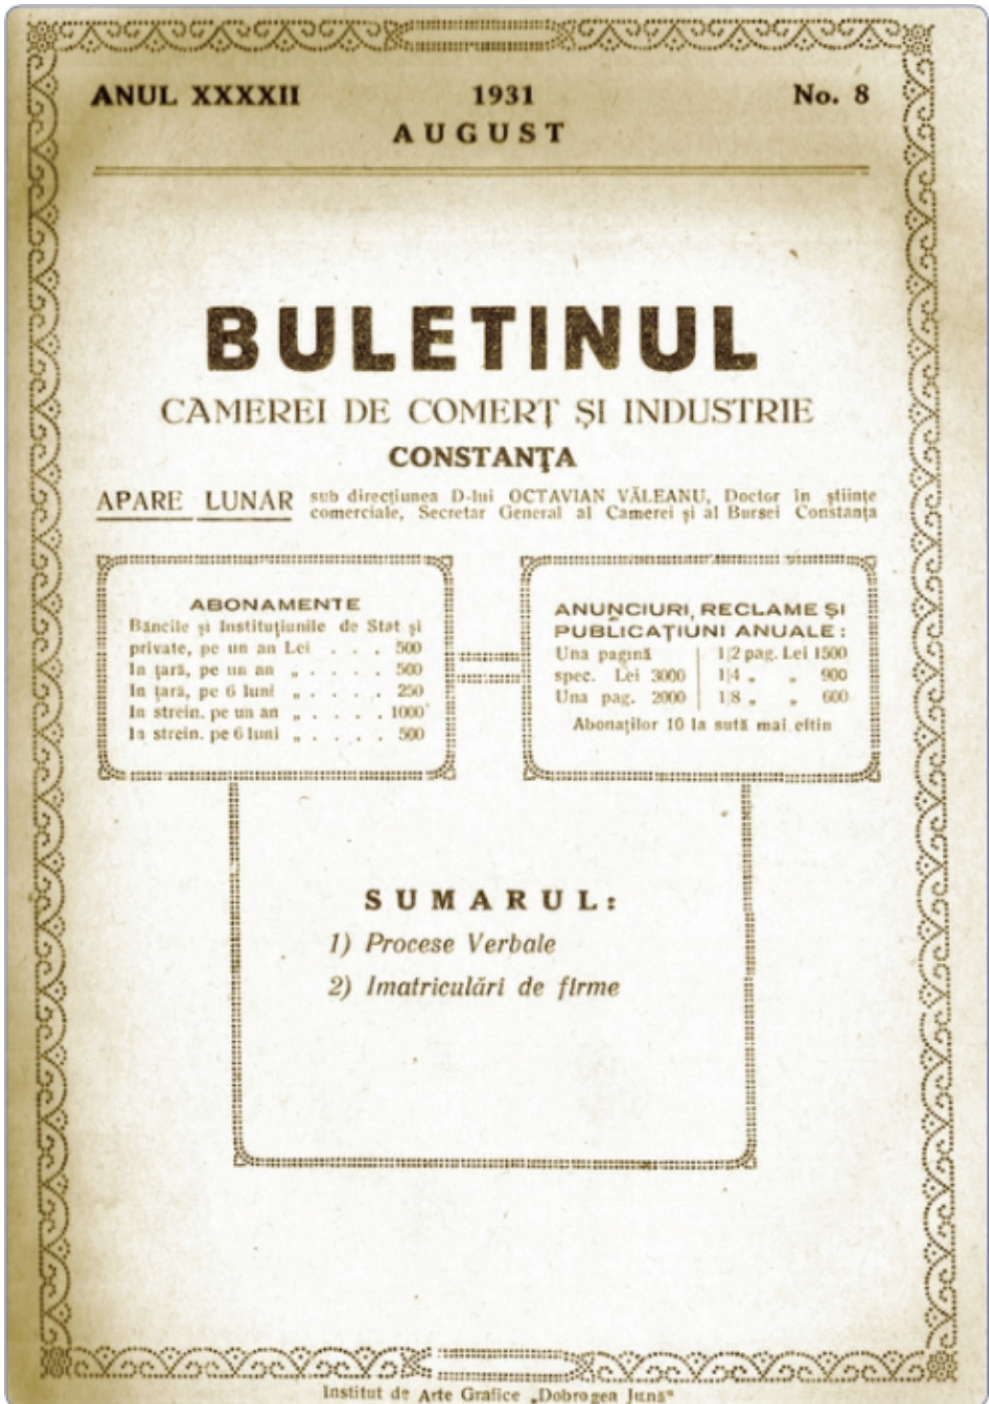 ANUL XXXXII 1931 No. 8
AUGUST
BULETINUL
CAMEREI DE COMERȚ ȘI INDUSTRIE
CONSTANȚA
APARE LUNAR sub direcțiunea D-lui OCTAVIAN VĂLEANU, Doctor în științe
comerciale, Secretar General al Camerei și al Bursei Constanța
ABONAMENTE
Băncile și Instituțiunile de Stat și
private, pe un an Lei . . . 500
In țară, pe un an „ . . . . 500
In țară, pe 6 luni „ . . . . 250
In strein. pe un an „ . . . . 1000
In strein. pe 6 luni „ . . . . 500
ANUNCIURI, RECLAME ȘI
PUBLICAȚIUNI ANUALE:
Una pagină 1|2 pag. Lei 1500
spec. Lei 3000 1|4 „ „ 900
Una pag. 2000 1|8 „ „ 600
Abonaților 10 la sută mai eftin
SUMARUL:
1) Procese Verbale
2) Imatriculări de firme
Institut de Arte Grafice „Dobrogea Jună"